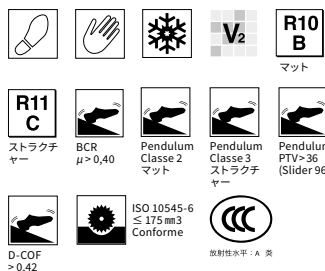 V2
R10
B
マット
R11
C
ストラクチ
ャー
BCR
μ> 0,40
Pendulum
Classe 2
マット
Pendulum
Classe 3
ストラクチ
ャー
Pendulum
PTV> 36
(Slider 96
D-COF
> 0.42
ISO 10545-6
≤ 175 mm3
Conforme
CCC
放射性水平：A 类